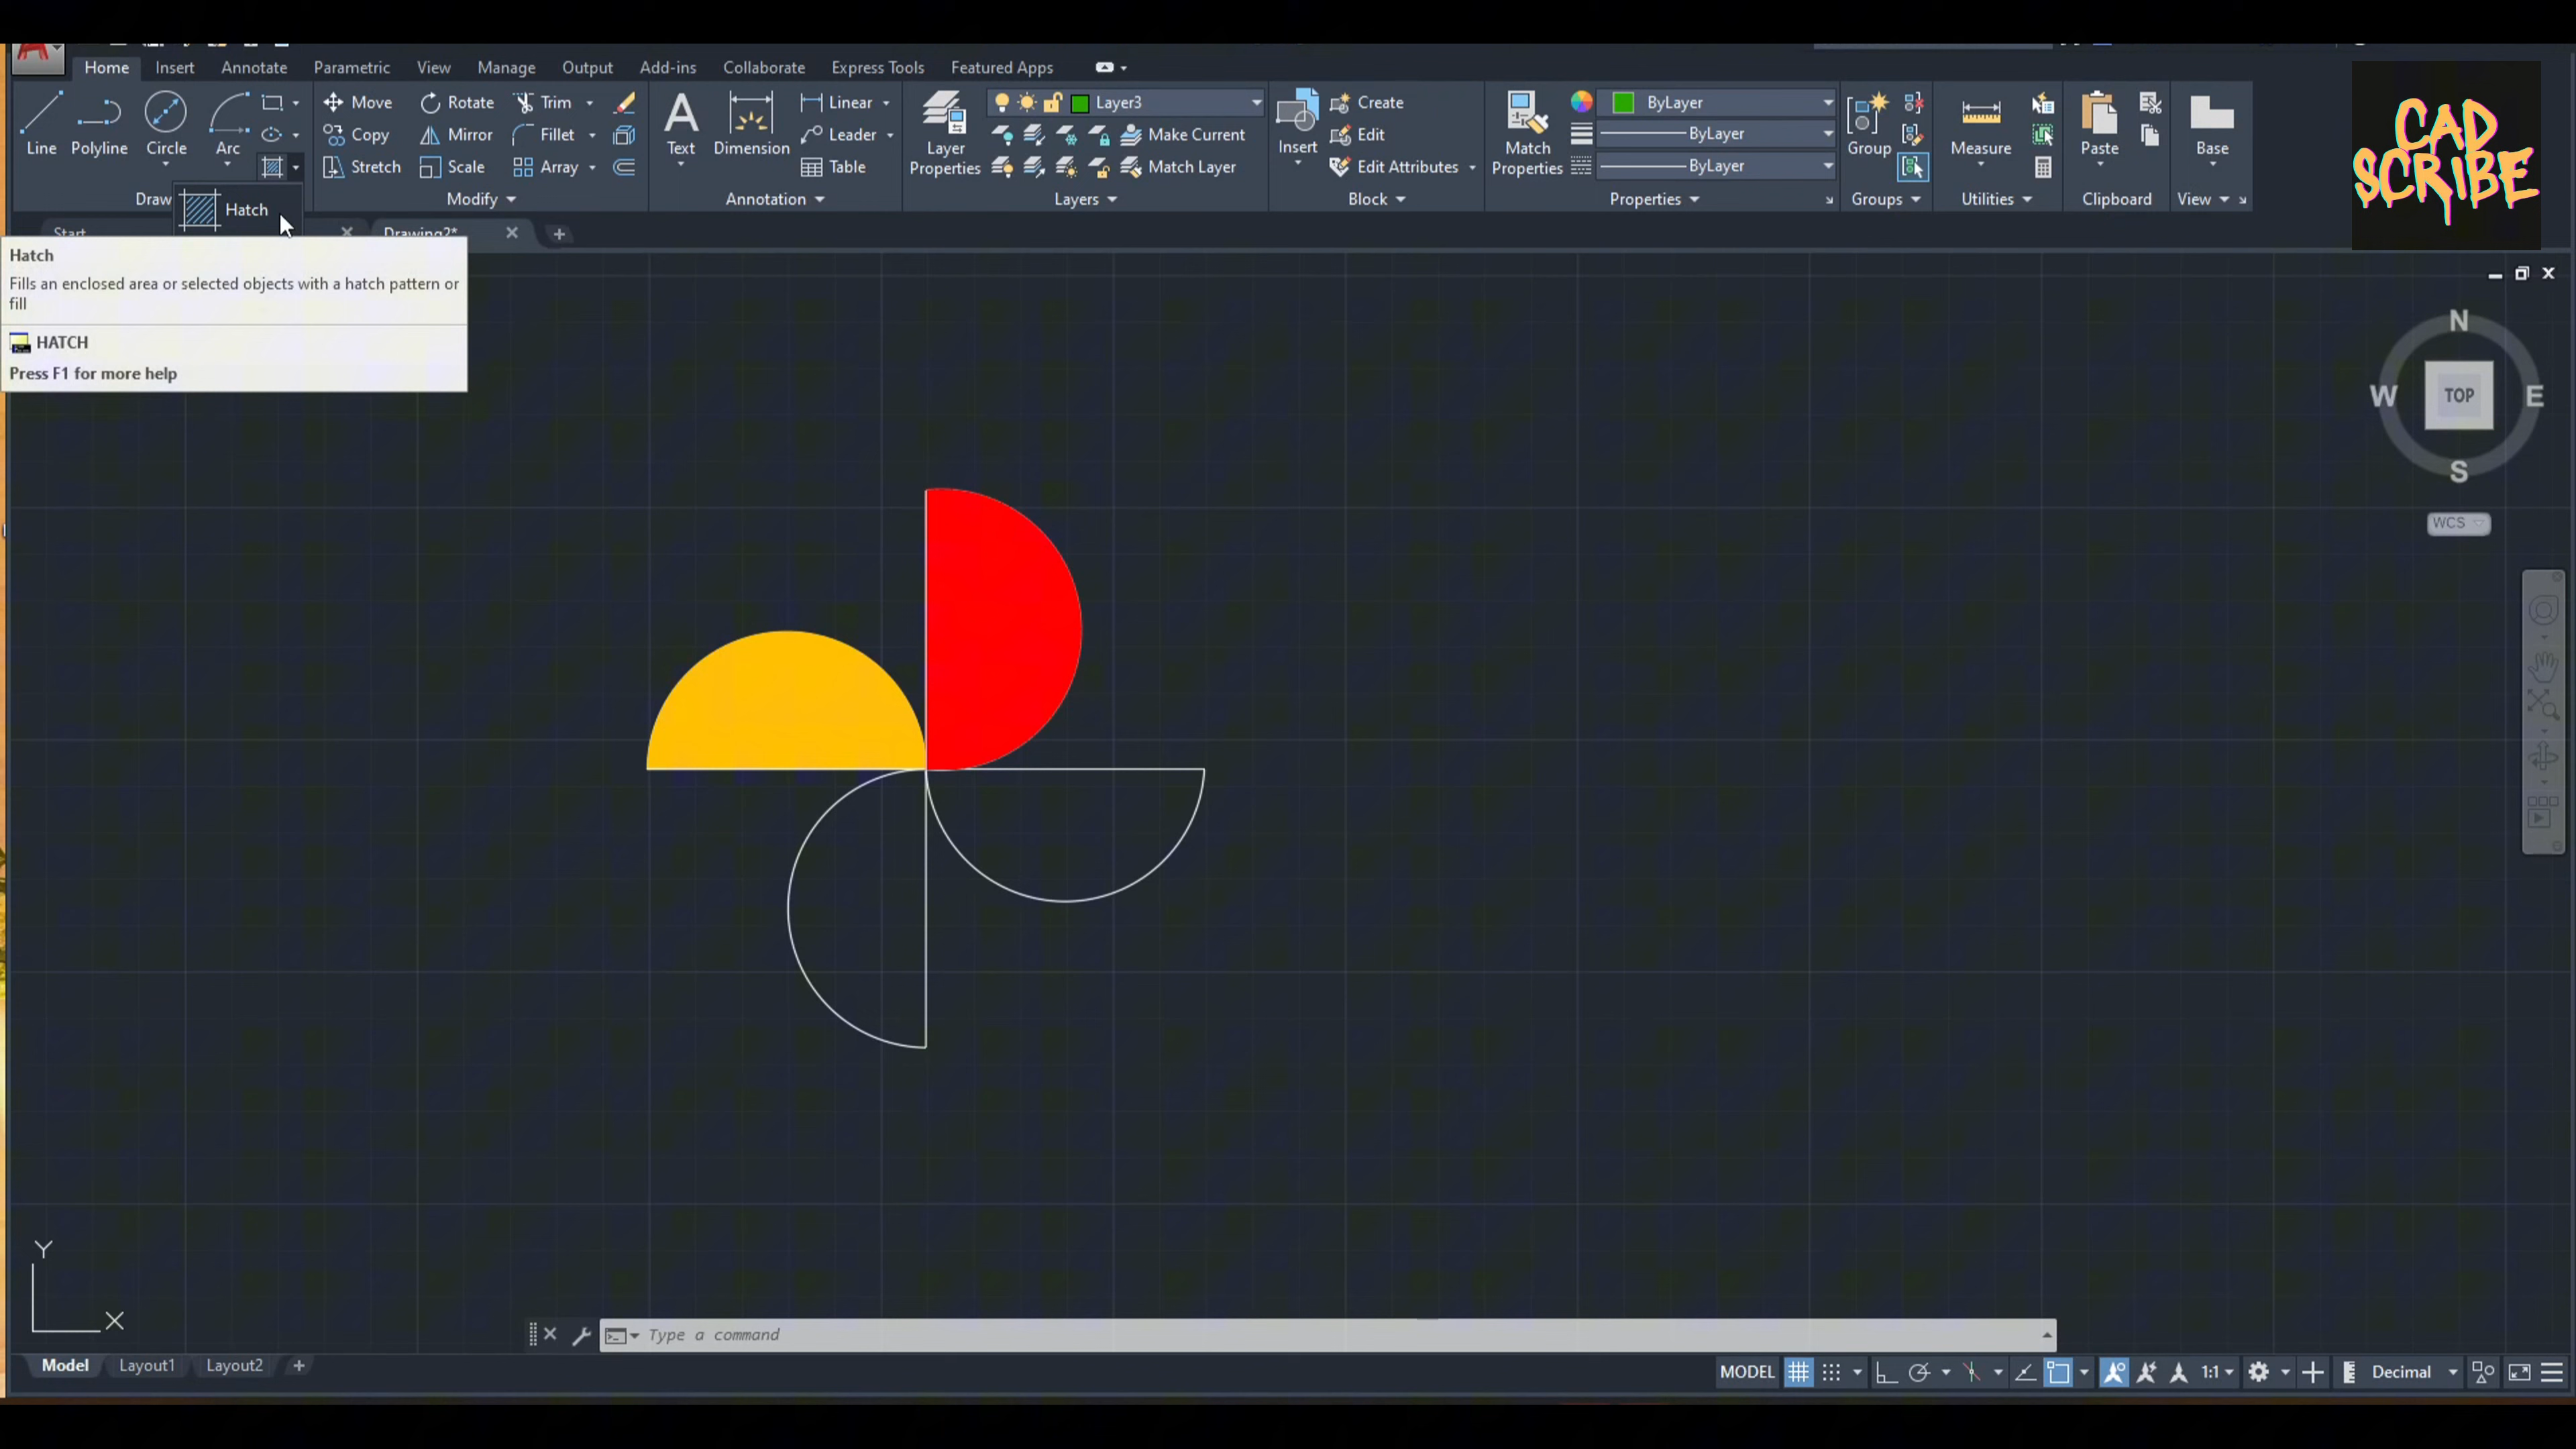 Home Insert Annotate Parametric View Manage Output Add-ins Collaborate Express Tools Featured Apps
Line Polyline Circle Arc
Move Rotate Trim
Copy Mirror Fillet
Stretch Scale Array
Text Dimension
Linear
Leader
Table
Layer
Properties
Layer3
Make Current
Match Layer
Insert
Create
Edit
Edit Attributes
Match
Properties
ByLayer
ByLayer
ByLayer
Group Measure Paste Base
Draw Modify Annotation Layers Block Properties Groups Utilities Clipboard View
CAD
SCRIBE
Hatch
Start Drawing2*
Hatch
Fills an enclosed area or selected objects with a hatch pattern or
fill
HATCH
Press F1 for more help
N
W TOP E
S
WCS
Y
X
Type a command
Model Layout1 Layout2
MODEL 1:1 Decimal